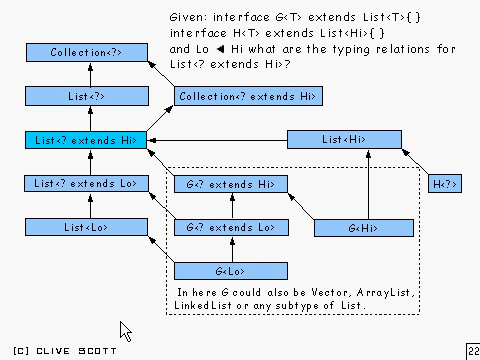 Given: interface G<T> extends List<T>{ }
interface H<T> extends List<Hi>{ }
and Lo ◄ Hi what are the typing relations for
List<? extends Hi>?
Collection<?>
List<?>
Collection<? extends Hi>
List<? extends Hi>
List<Hi>
List<? extends Lo>
G<? extends Hi>
H<?>
List<Lo>
G<? extends Lo>
G<Hi>
G<Lo>
In here G could also be Vector, ArrayList,
LinkedList or any subtype of List.
[C] CLIVE SCOTT
22